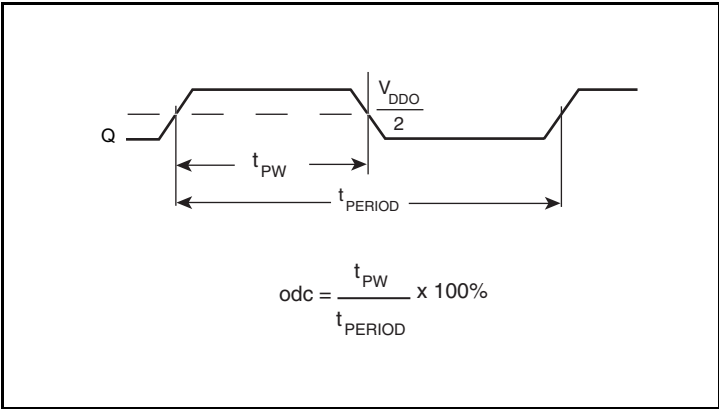 V_DDO
2
Q
t_PW
t_PERIOD
odc = t_PW / t_PERIOD x 100%